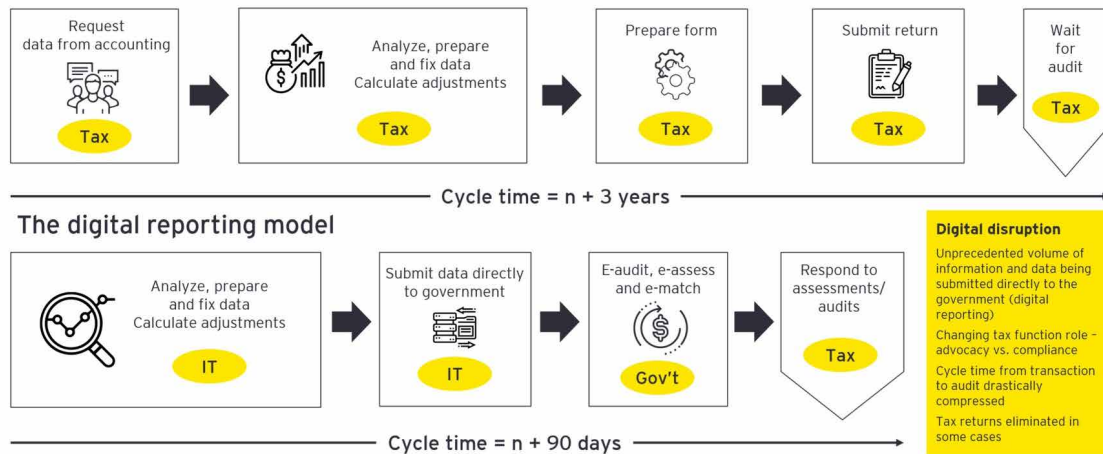 Request
data from accounting
Tax
Analyze, prepare
and fix data
Calculate adjustments
Tax
Prepare form
Tax
Submit return
Tax
Wait
for
audit
Tax
Cycle time = n + 3 years
The digital reporting model
Analyze, prepare
and fix data
Calculate adjustments
IT
Submit data directly
to government
IT
E-audit, e-assess
and e-match
Gov't
Respond to
assessments/
audits
Tax
Cycle time = n + 90 days
Digital disruption
Unprecedented volume of
information and data being
submitted directly to the
government (digital
reporting)
Changing tax function role –
advocacy vs. compliance
Cycle time from transaction
to audit drastically
compressed
Tax returns eliminated in
some cases